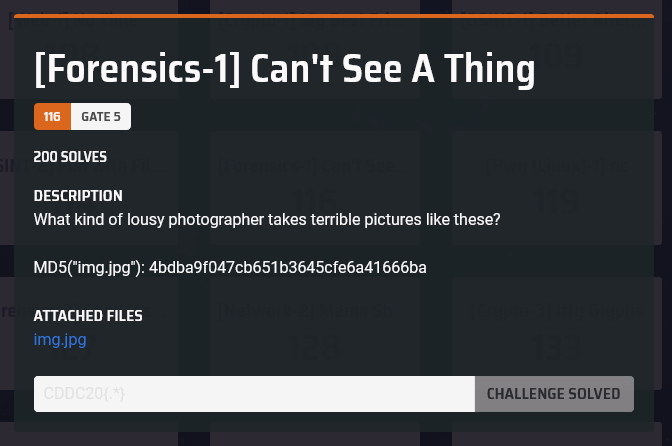 [Forensics-1] Can't See A Thing
116 GATE 5
200 SOLVES
DESCRIPTION
What kind of lousy photographer takes terrible pictures like these?
MD5("img.jpg"): 4bdba9f047cb651b3645cfe6a41666ba
ATTACHED FILES
img.jpg
CDDC20{.*} CHALLENGE SOLVED